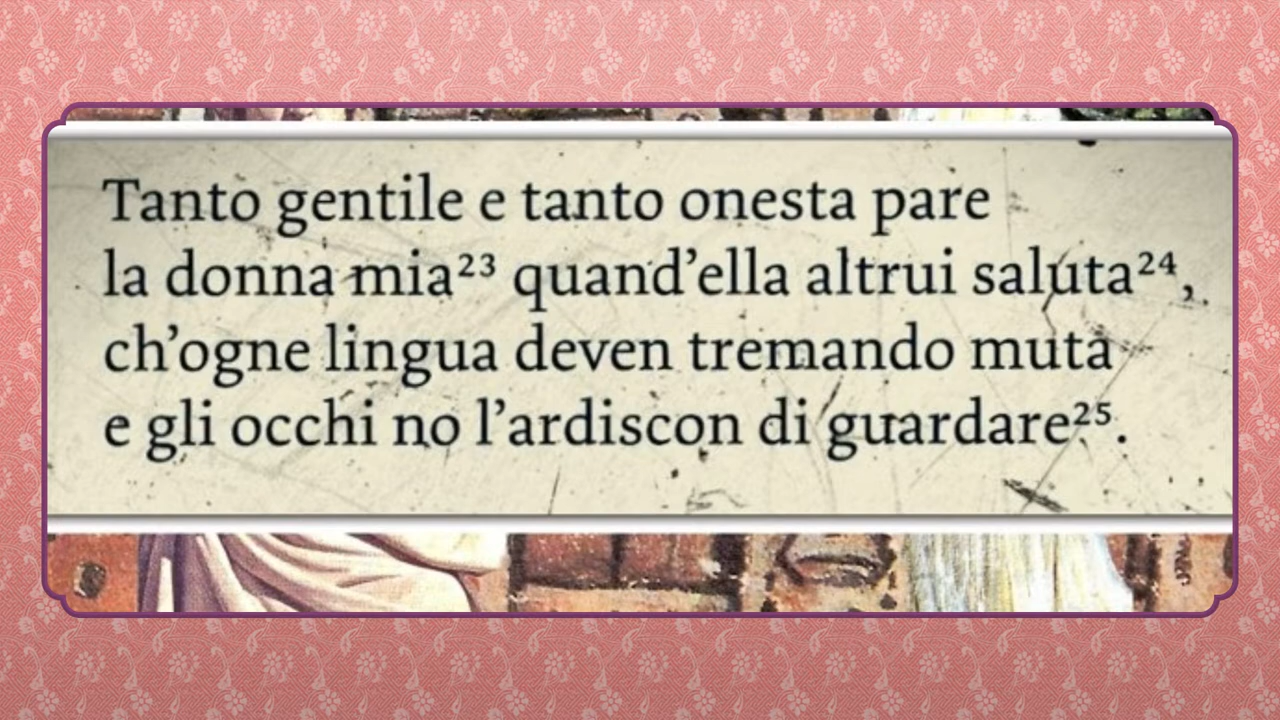 Tanto gentile e tanto onesta pare
la donna mia²³ quand’ella altrui saluta²⁴,
ch’ogne lingua deven tremando muta
e gli occhi no l’ardiscon di guardare²⁵.